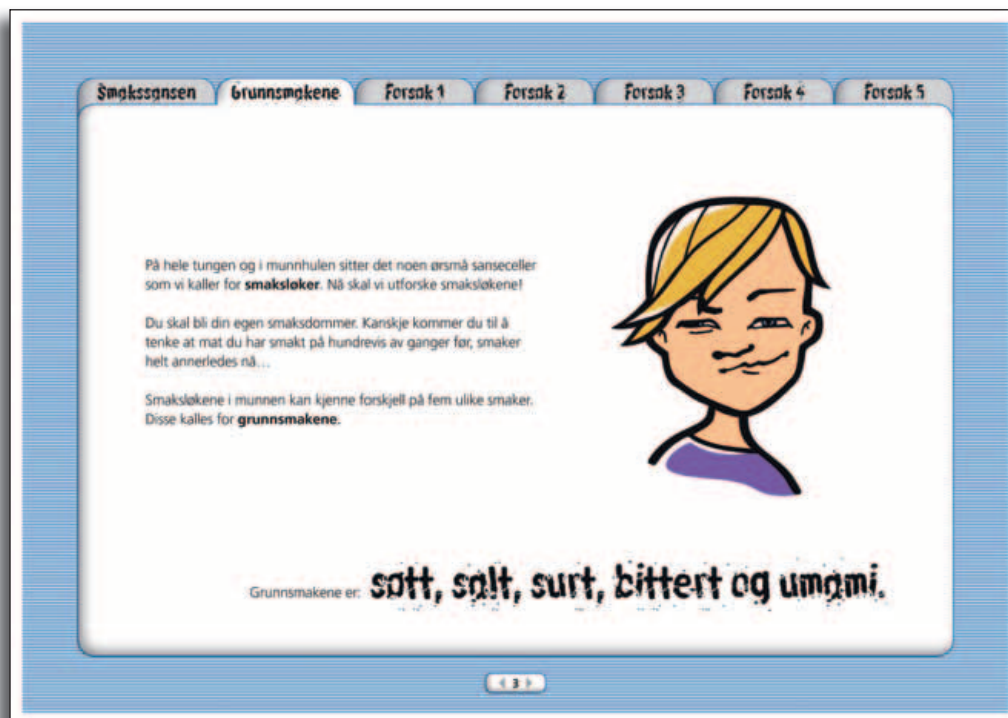 Smakssansen
Grunnsmakene
Forsøk 1
Forsøk 2
Forsøk 3
Forsøk 4
Forsøk 5
På hele tungen og i munnhulen sitter det noen ørsmå sanseceller
som vi kaller for smaksløker. Nå skal vi utforske smaksløkene!
Du skal bli din egen smaksdommer. Kanskje kommer du til å
tenke at mat du har smakt på hundrevis av ganger før, smaker
helt annerledes nå...
Smaksløkene i munnen kan kjenne forskjell på fem ulike smaker.
Disse kalles for grunnsmakene.
Grunnsmakene er: søtt, salt, surt, bittert og umami.
3